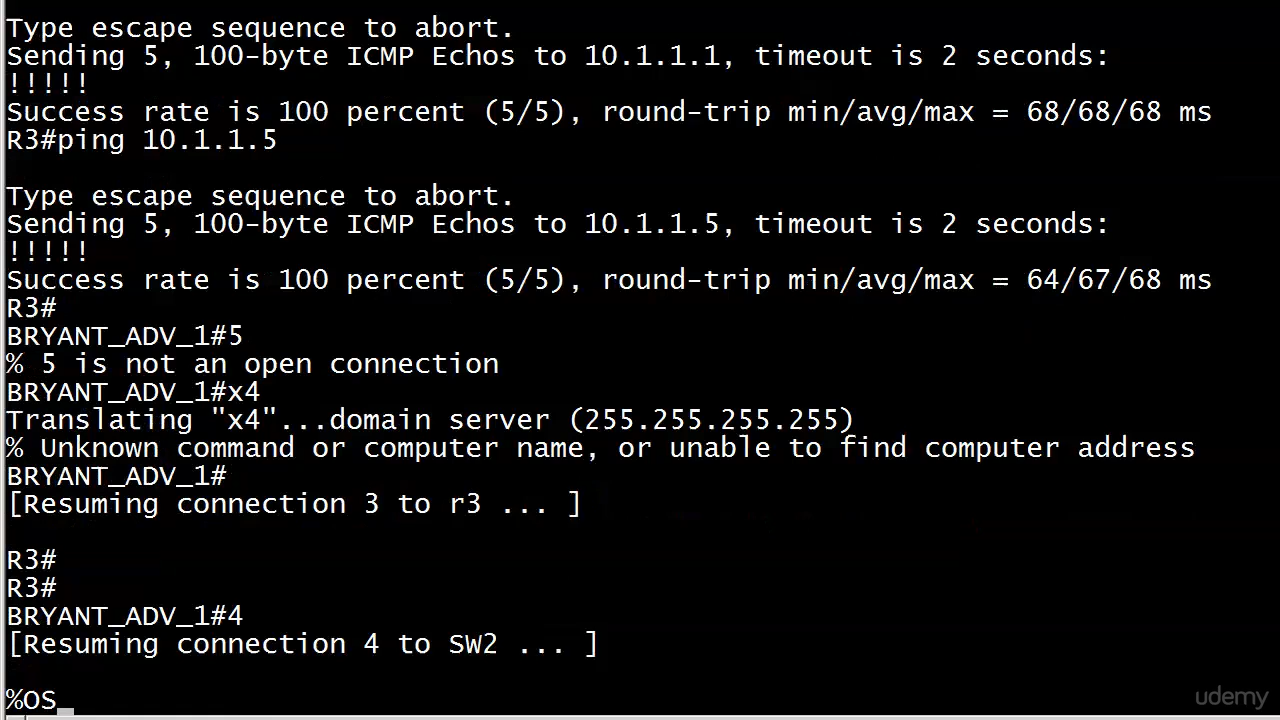 Type escape sequence to abort.
Sending 5, 100-byte ICMP Echos to 10.1.1.1, timeout is 2 seconds:
!!!!!
Success rate is 100 percent (5/5), round-trip min/avg/max = 68/68/68 ms
R3#ping 10.1.1.5
Type escape sequence to abort.
Sending 5, 100-byte ICMP Echos to 10.1.1.5, timeout is 2 seconds:
!!!!!
Success rate is 100 percent (5/5), round-trip min/avg/max = 64/67/68 ms
R3#
BRYANT_ADV_1#5
% 5 is not an open connection
BRYANT_ADV_1#x4
Translating "x4"...domain server (255.255.255.255)
% Unknown command or computer name, or unable to find computer address
BRYANT_ADV_1#
[Resuming connection 3 to r3 ... ]
R3#
R3#
BRYANT_ADV_1#4
[Resuming connection 4 to SW2 ... ]
%OS_
udemy